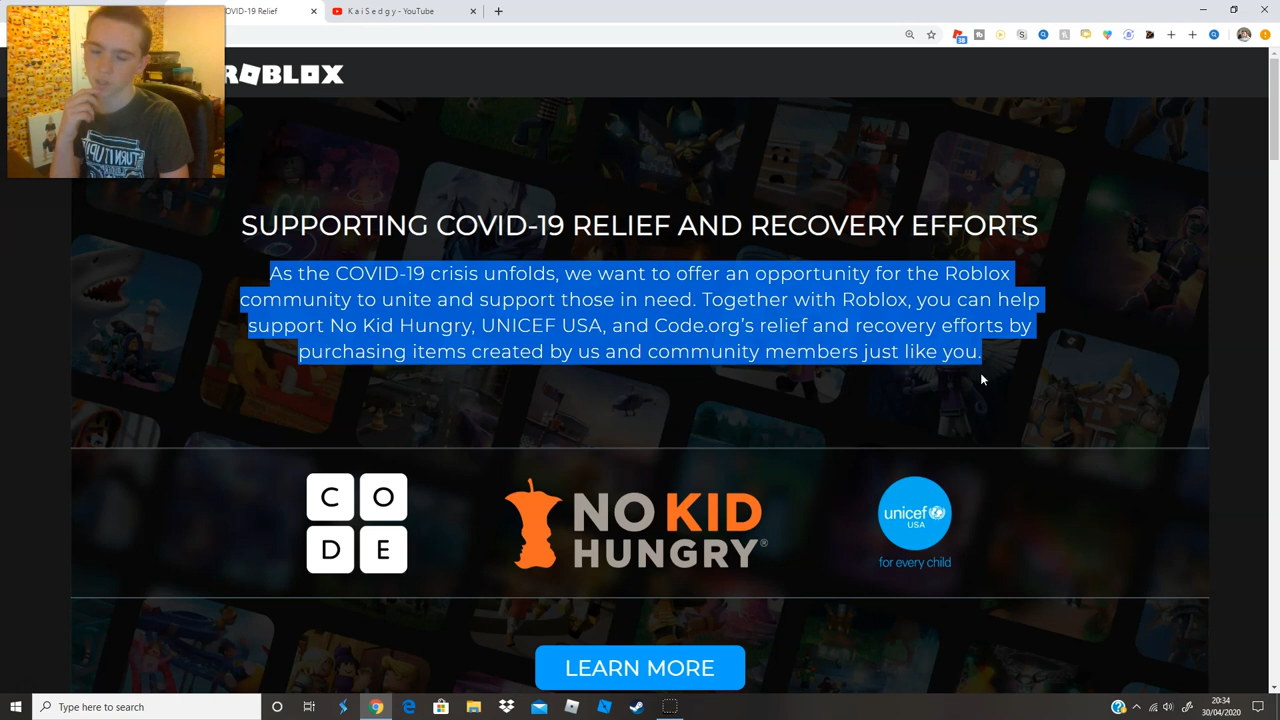 COVID-19 Relief
K a i S e d g y - YouTube
38
ROBLOX
SUPPORTING COVID-19 RELIEF AND RECOVERY EFFORTS
As the COVID-19 crisis unfolds, we want to offer an opportunity for the Roblox
community to unite and support those in need. Together with Roblox, you can help
support No Kid Hungry, UNICEF USA, and Code.org's relief and recovery efforts by
purchasing items created by us and community members just like you.
C O
D E
NO KID
HUNGRY®
unicef
USA
for every child
LEARN MORE
Type here to search
20:34
30/04/2020